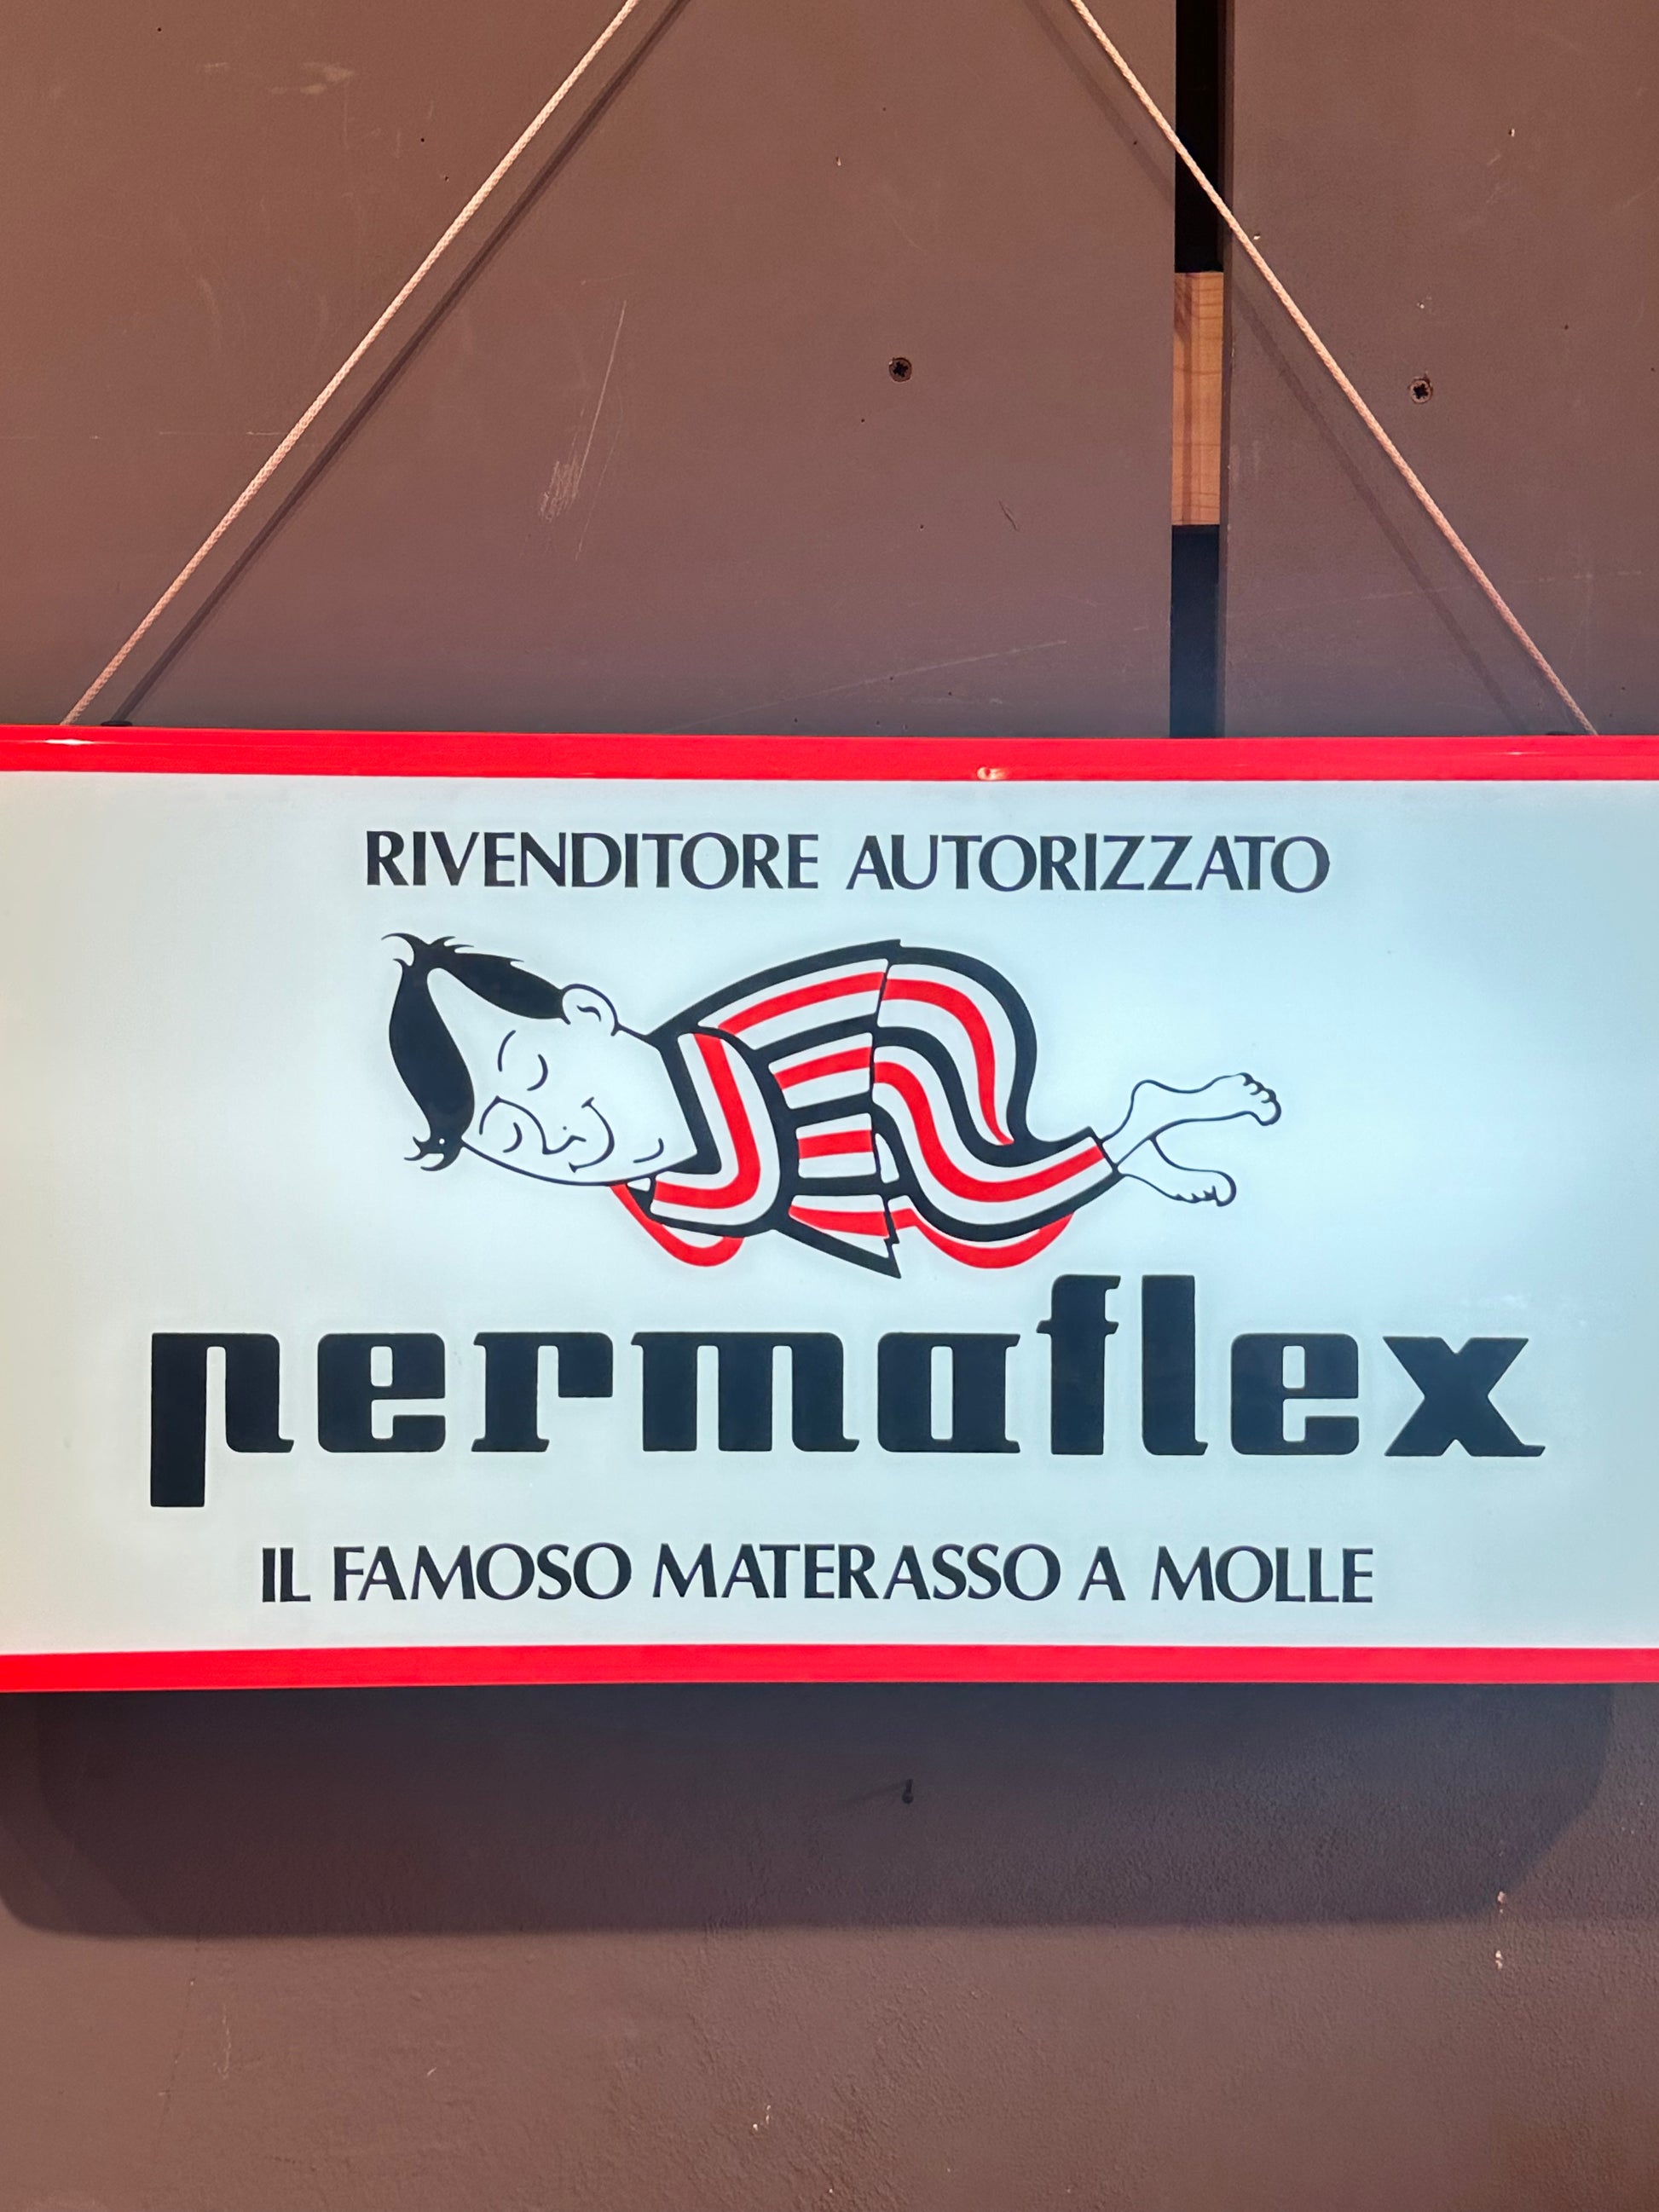 RIVENDITORE AUTORIZZATO
permaflex
IL FAMOSO MATERASSO A MOLLE